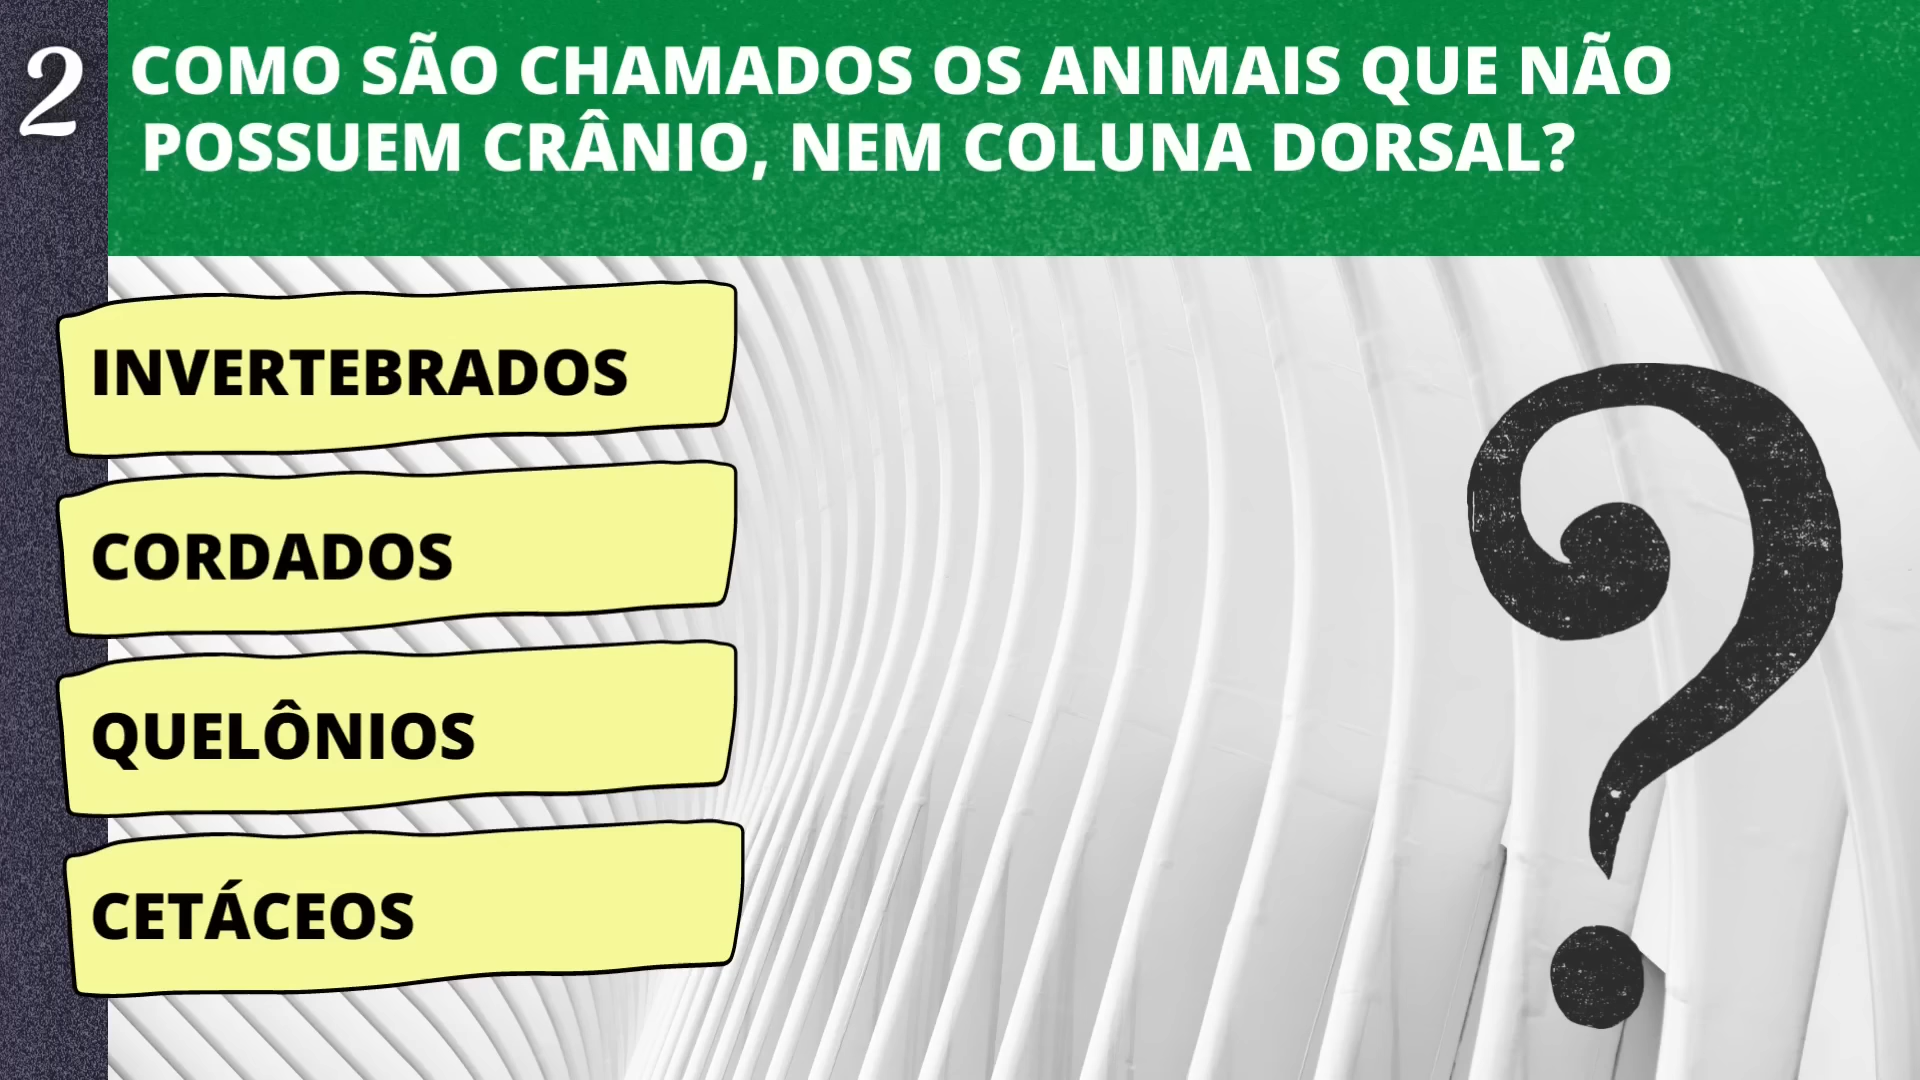 2
COMO SÃO CHAMADOS OS ANIMAIS QUE NÃO
POSSUEM CRÂNIO, NEM COLUNA DORSAL?
INVERTEBRADOS
CORDADOS
QUELÔNIOS
CETÁCEOS
?